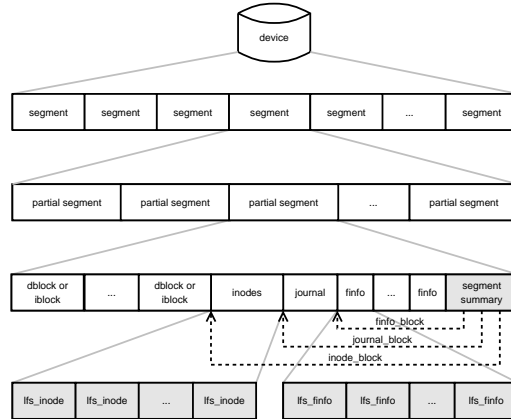 device
segment segment segment segment segment ... segment
partial segment partial segment partial segment ... partial segment
dblock or iblock ... dblock or iblock inodes journal finfo ... finfo segment summary
finfo_block
journal_block
inode_block
lfs_inode lfs_inode ... lfs_inode lfs_finfo lfs_finfo ... lfs_finfo